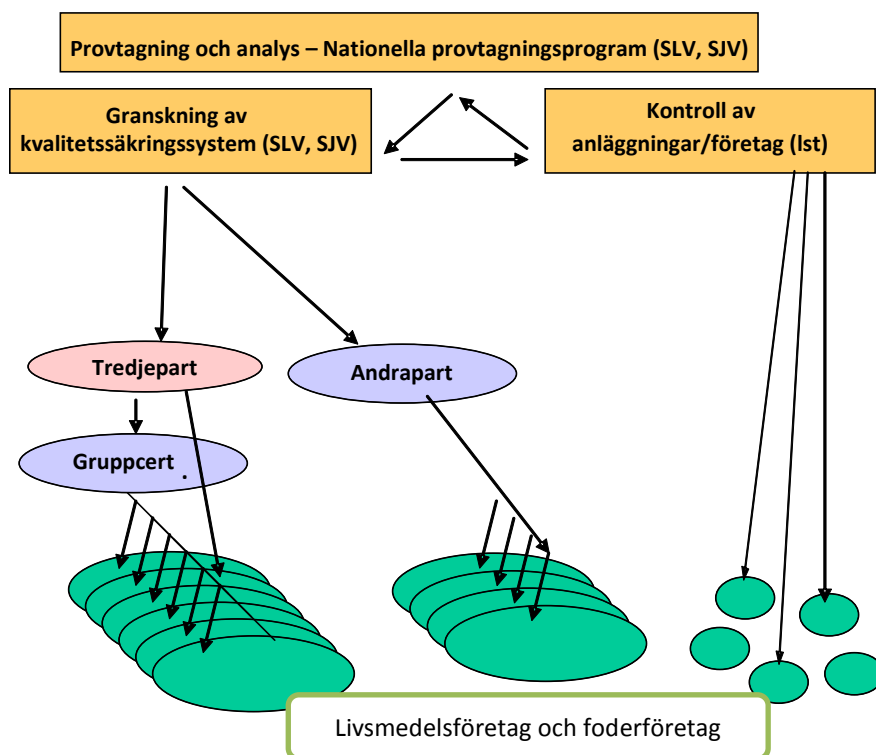 Provtagning och analys – Nationella provtagningsprogram (SLV, SJV)
Granskning av
kvalitetssäkringssystem (SLV, SJV)
Kontroll av
anläggningar/företag (lst)
Tredjepart
Andrapart
Gruppcert .
Livsmedelsföretag och foderföretag